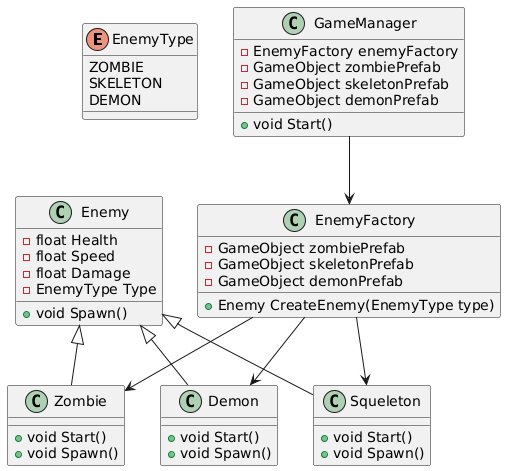 E EnemyType
ZOMBIE
SKELETON
DEMON
C GameManager
EnemyFactory enemyFactory
GameObject zombiePrefab
GameObject skeletonPrefab
GameObject demonPrefab
void Start()
C Enemy
float Health
float Speed
float Damage
EnemyType Type
void Spawn()
C EnemyFactory
GameObject zombiePrefab
GameObject skeletonPrefab
GameObject demonPrefab
Enemy CreateEnemy(EnemyType type)
C Zombie
void Start()
void Spawn()
C Demon
void Start()
void Spawn()
C Squeleton
void Start()
void Spawn()